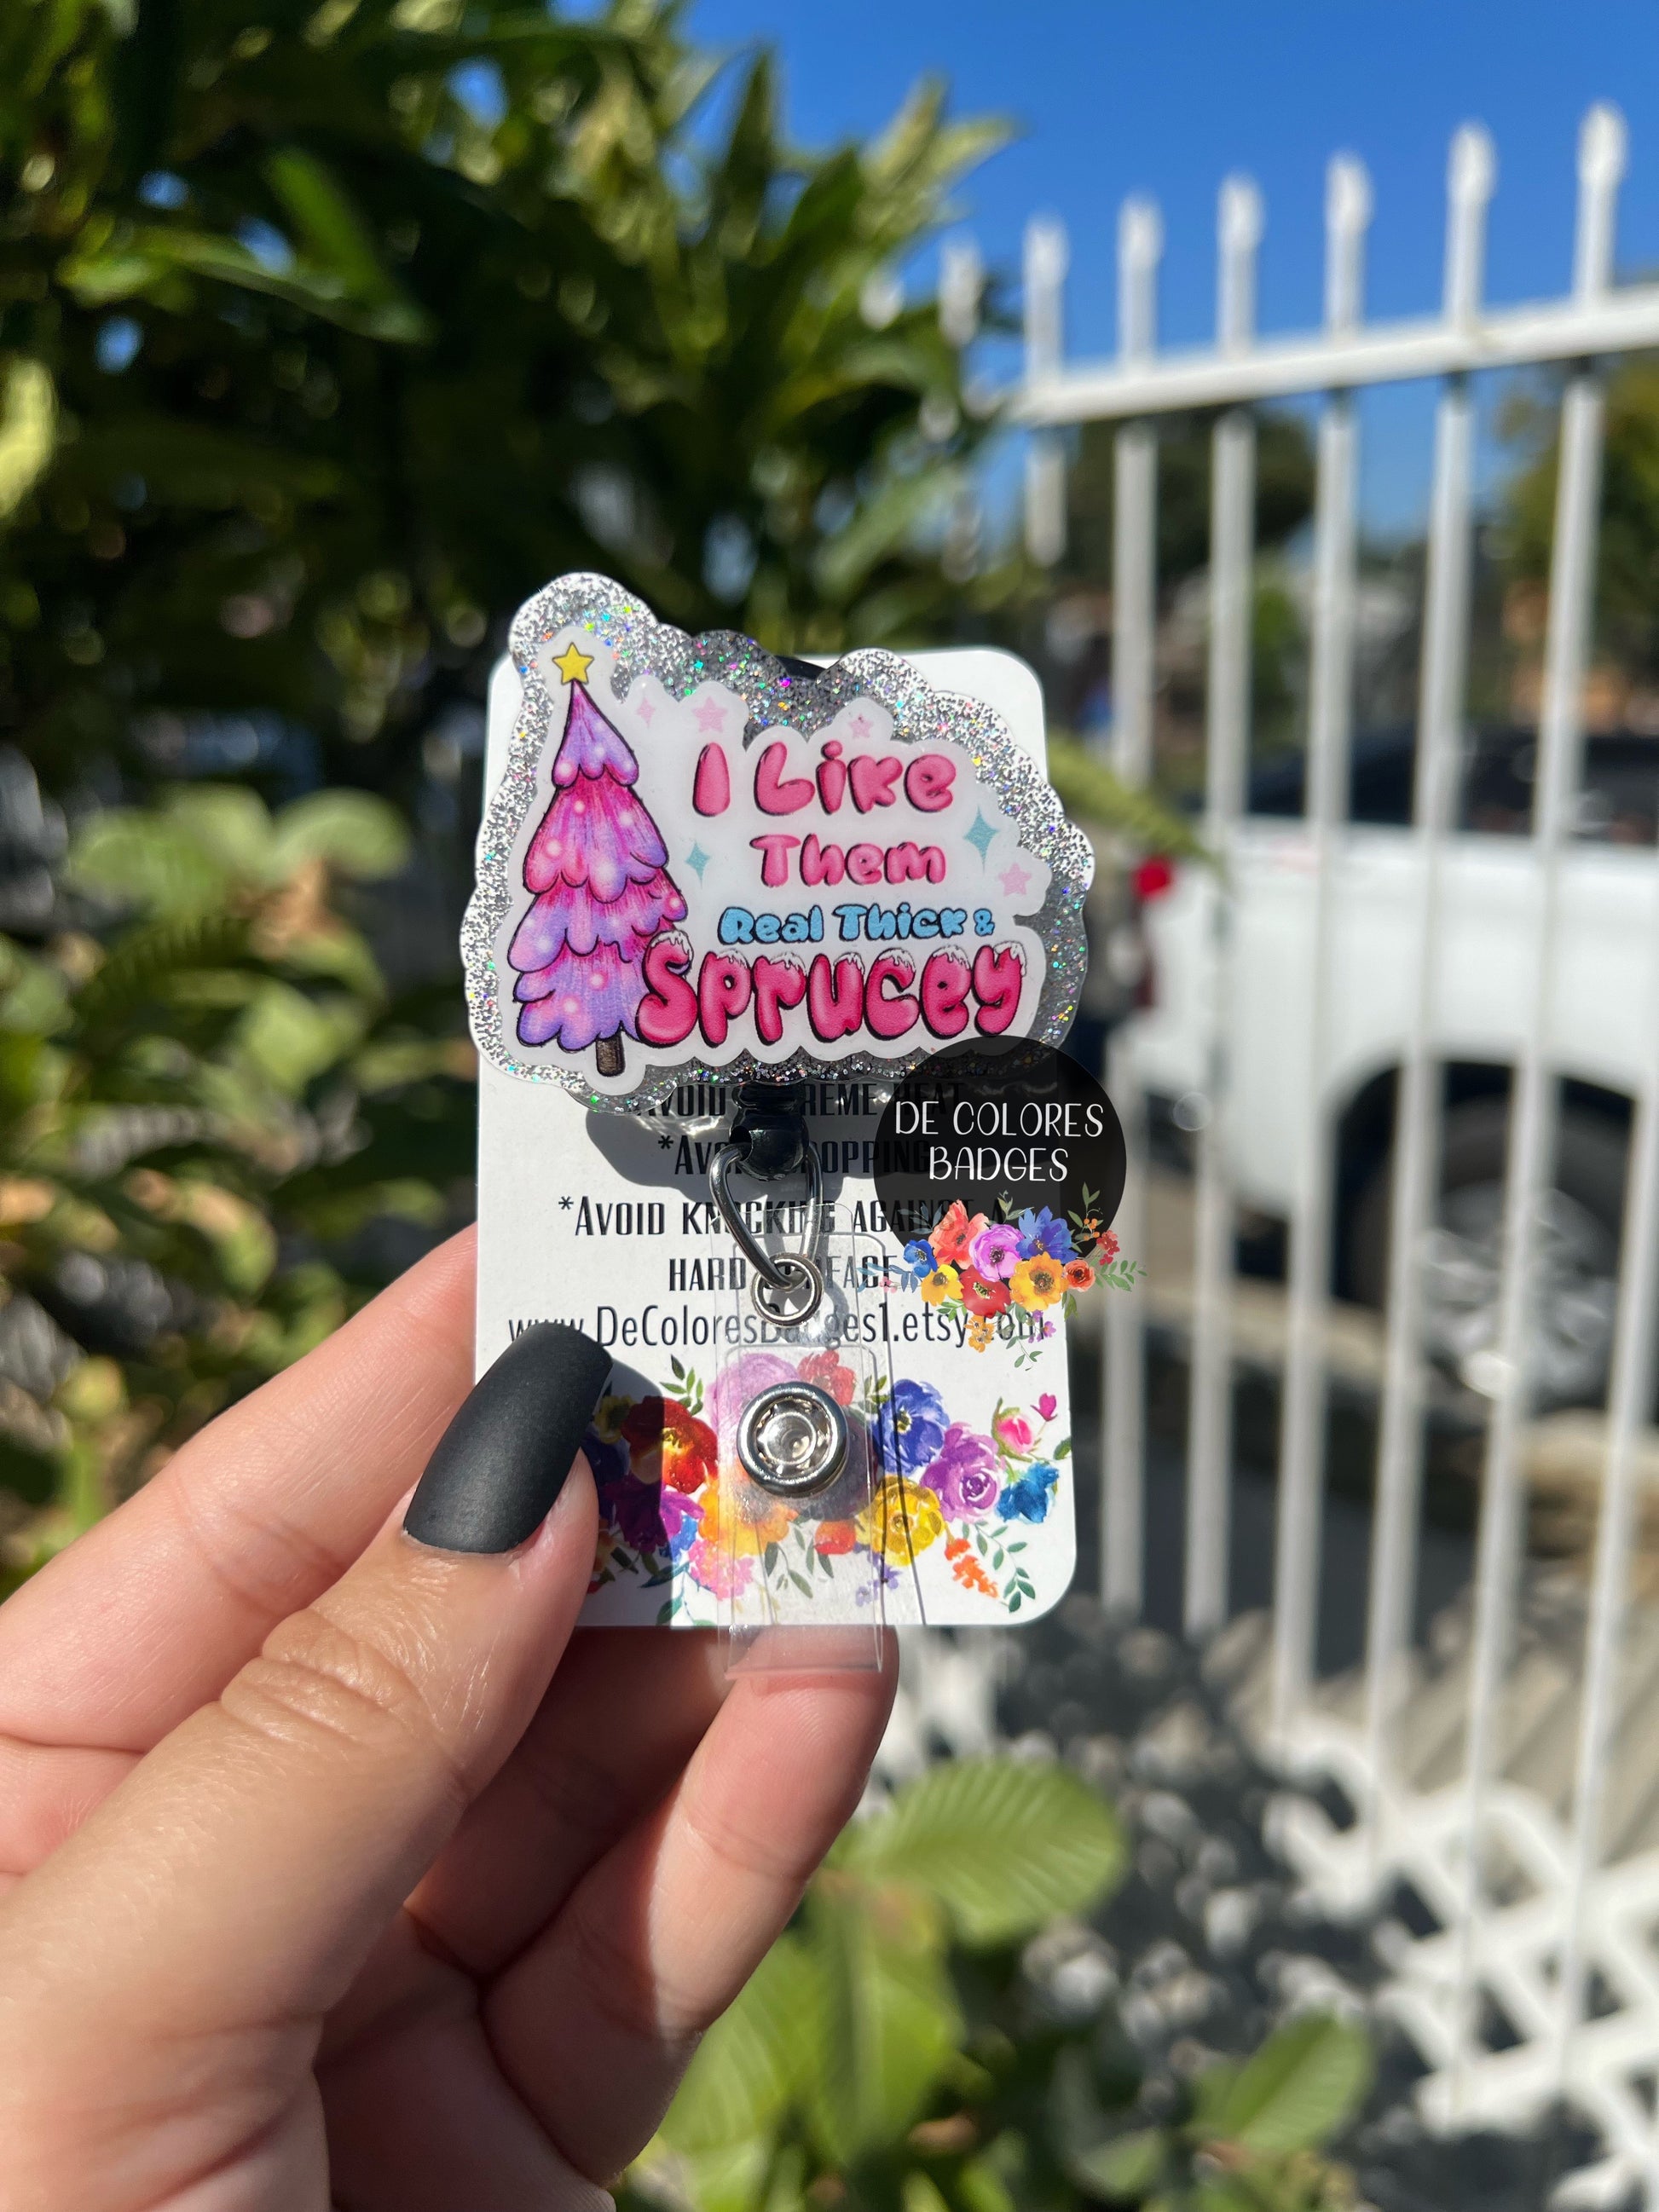 I Like
Them
Real Thick &
Sprucey
*Avoid knocking against a
hard surface
www.DeColoresBadges1.etsy.com
DE COLORES
BADGES